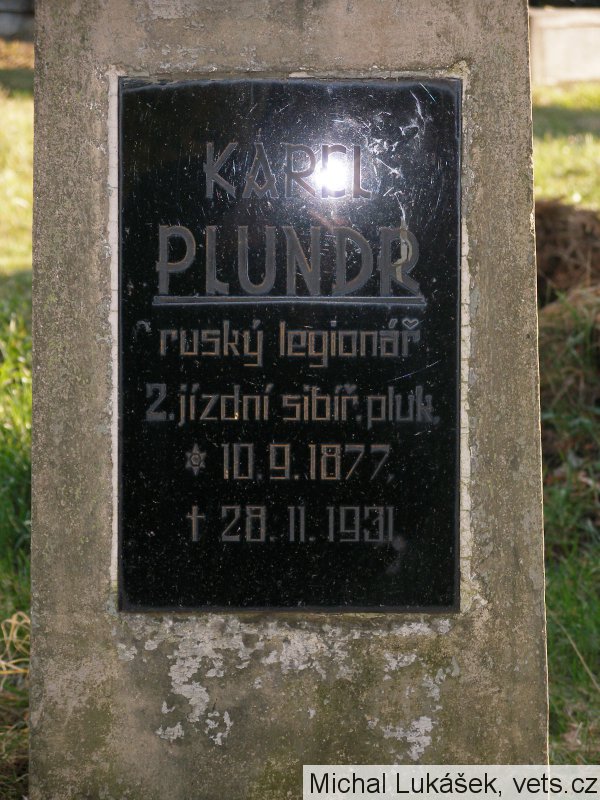 KAREL
PLUNDR
ruský legionář
2. jízdní sibiř. pluk.
* 10. 9. 1877,
† 28. 11. 1931,
Michal Lukášek, vets.cz